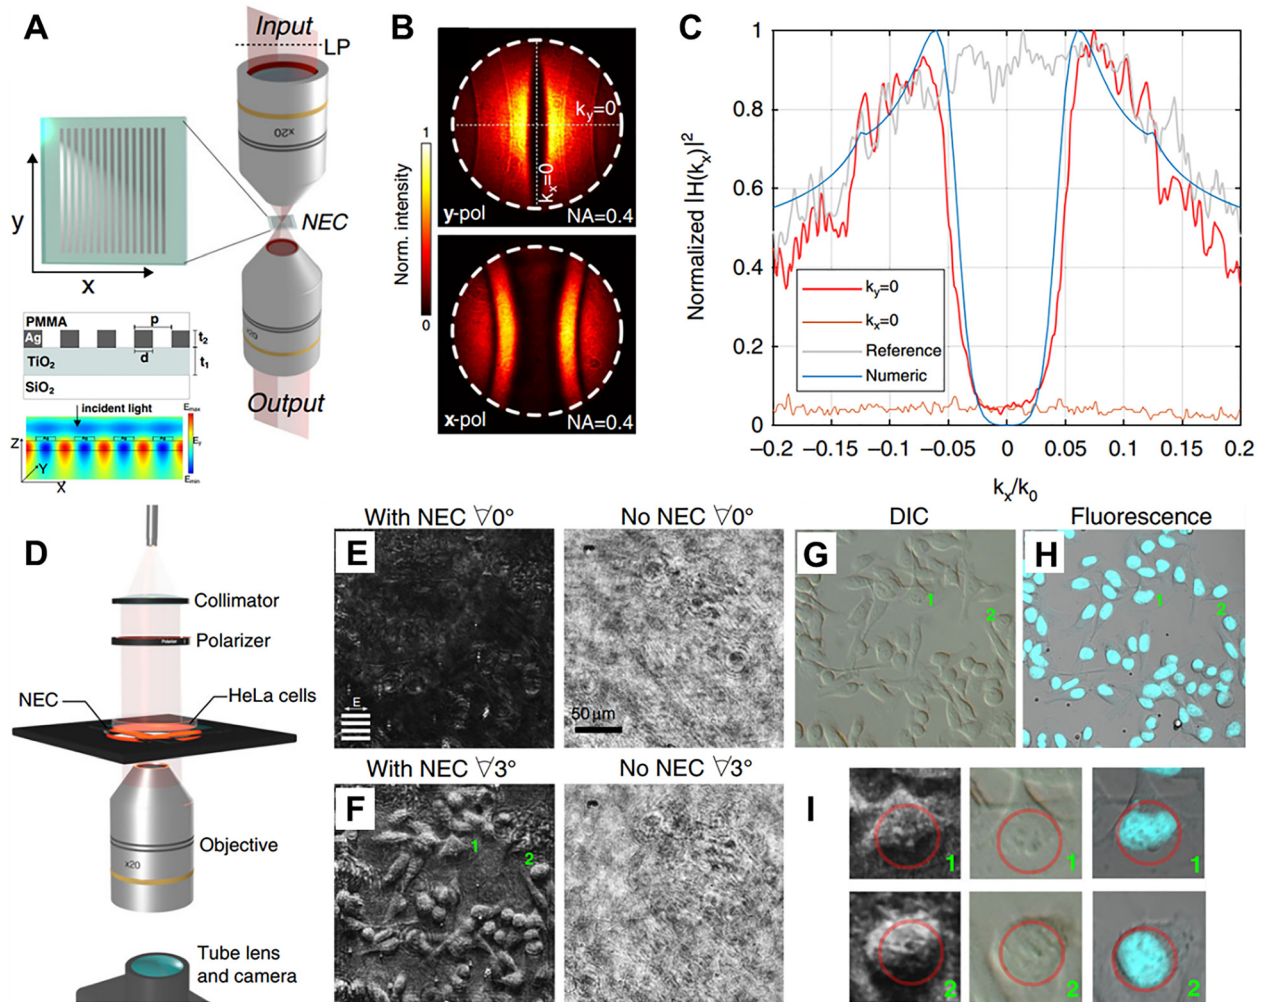 A
Input
LP
x20
NEC
y
x
x20
Output
PMMA
p
Ag
t₂
d
TiO₂
t₁
SiO₂
incident light
Emax
Z
Ey
Y
X
Emin
B
1
Norm. intensity
0
ky=0
kx=0
y-pol
NA=0.4
x-pol
NA=0.4
C
Normalized |H(kx)|²
1
0.8
0.6
0.4
0.2
0
ky=0
kx=0
Reference
Numeric
−0.2 −0.15 −0.1 −0.05 0 0.05 0.1 0.15 0.2
kx/k0
D
Collimator
Polarizer
NEC
HeLa cells
Objective
x20
Tube lens
and camera
With NEC ∀0°
No NEC ∀0°
E
E
50 μm
With NEC ∀3°
No NEC ∀3°
F
1
2
DIC
G
1
2
Fluorescence
H
1
2
I
1
1
1
2
2
2